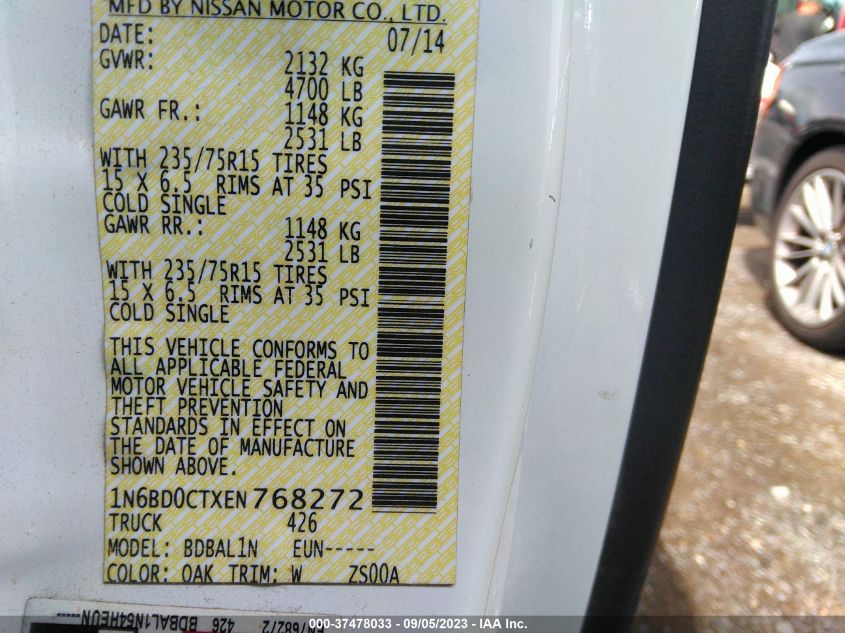 MFD BY NISSAN MOTOR CO., LTD.
DATE: 07/14
GVWR: 2132 KG
4700 LB
GAWR FR.: 1148 KG
2531 LB
WITH 235/75R15 TIRES
15 X 6.5 RIMS AT 35 PSI
COLD SINGLE
GAWR RR.: 1148 KG
2531 LB
WITH 235/75R15 TIRES
15 X 6.5 RIMS AT 35 PSI
COLD SINGLE
THIS VEHICLE CONFORMS TO
ALL APPLICABLE FEDERAL
MOTOR VEHICLE SAFETY AND
THEFT PREVENTION
STANDARDS IN EFFECT ON
THE DATE OF MANUFACTURE
SHOWN ABOVE.
1N6BD0CTXEN768272
TRUCK 426
MODEL: BDBAL1N EUN-----
COLOR: QAK TRIM: W ZS00A
EN768272 426 BDBAL1N54HEUN-----
000-37478033 - 09/05/2023 - IAA Inc.